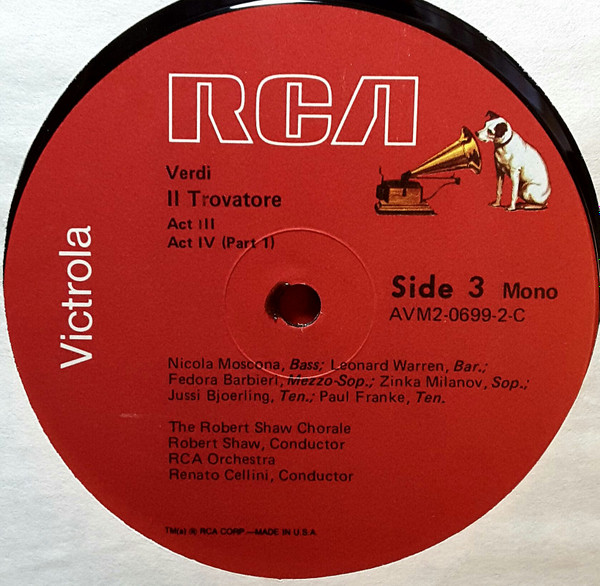 RCA
Verdi
Il Trovatore
Act III
Act IV (Part 1)
Victrola
Side 3 Mono
AVM2-0699-2-C
Nicola Moscona, Bass; Leonard Warren, Bar.;
Fedora Barbieri, Mezzo-Sop.; Zinka Milanov, Sop.;
Jussi Bjoerling, Ten.; Paul Franke, Ten.
The Robert Shaw Chorale
Robert Shaw, Conductor
RCA Orchestra
Renato Cellini, Conductor
TM(s) ® RCA CORP.—MADE IN U.S.A